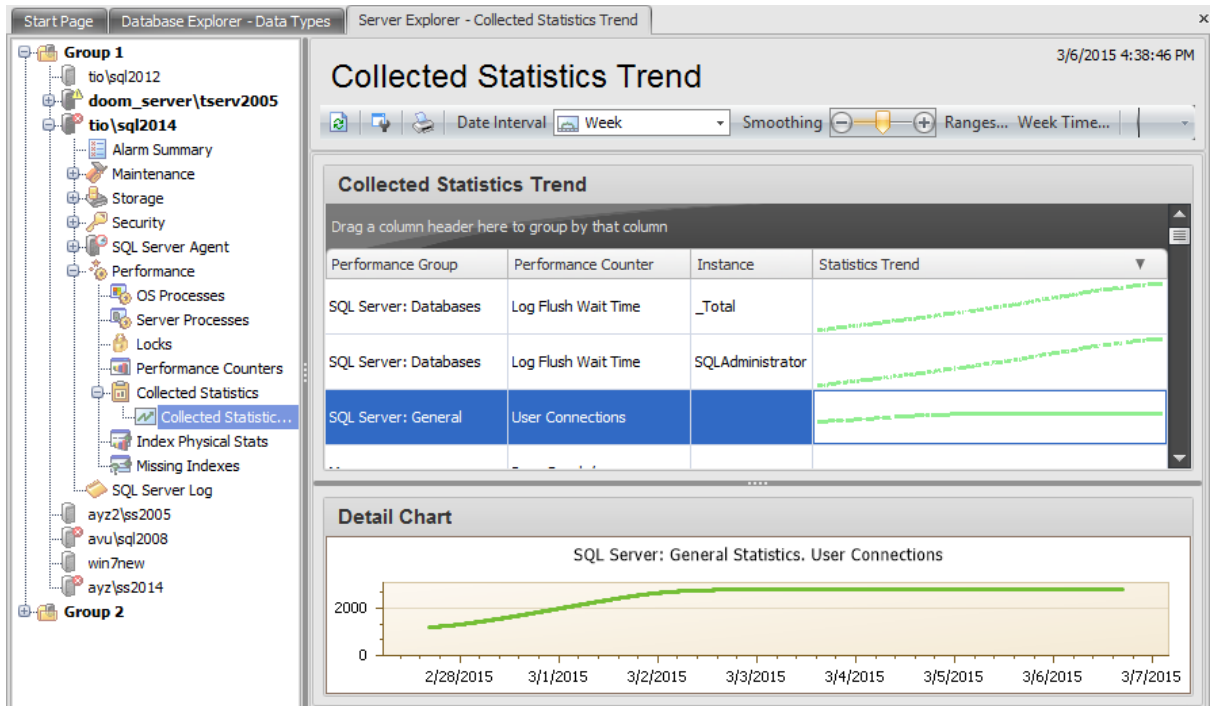 Start Page
Database Explorer - Data Types
Server Explorer - Collected Statistics Trend
Group 1
tio\sql2012
doom_server\tserv2005
tio\sql2014
Alarm Summary
Maintenance
Storage
Security
SQL Server Agent
Performance
OS Processes
Server Processes
Locks
Performance Counters
Collected Statistics
Collected Statistic...
Index Physical Stats
Missing Indexes
SQL Server Log
ayz2\ss2005
avu\sql2008
win7new
ayz\ss2014
Group 2
3/6/2015 4:38:46 PM
Collected Statistics Trend
Date Interval Week Smoothing Ranges... Week Time...
Collected Statistics Trend
Drag a column header here to group by that column
Performance Group Performance Counter Instance Statistics Trend
SQL Server: Databases Log Flush Wait Time _Total
SQL Server: Databases Log Flush Wait Time SQLAdministrator
SQL Server: General User Connections
Detail Chart
SQL Server: General Statistics. User Connections
2000
0
2/28/2015 3/1/2015 3/2/2015 3/3/2015 3/4/2015 3/5/2015 3/6/2015 3/7/2015